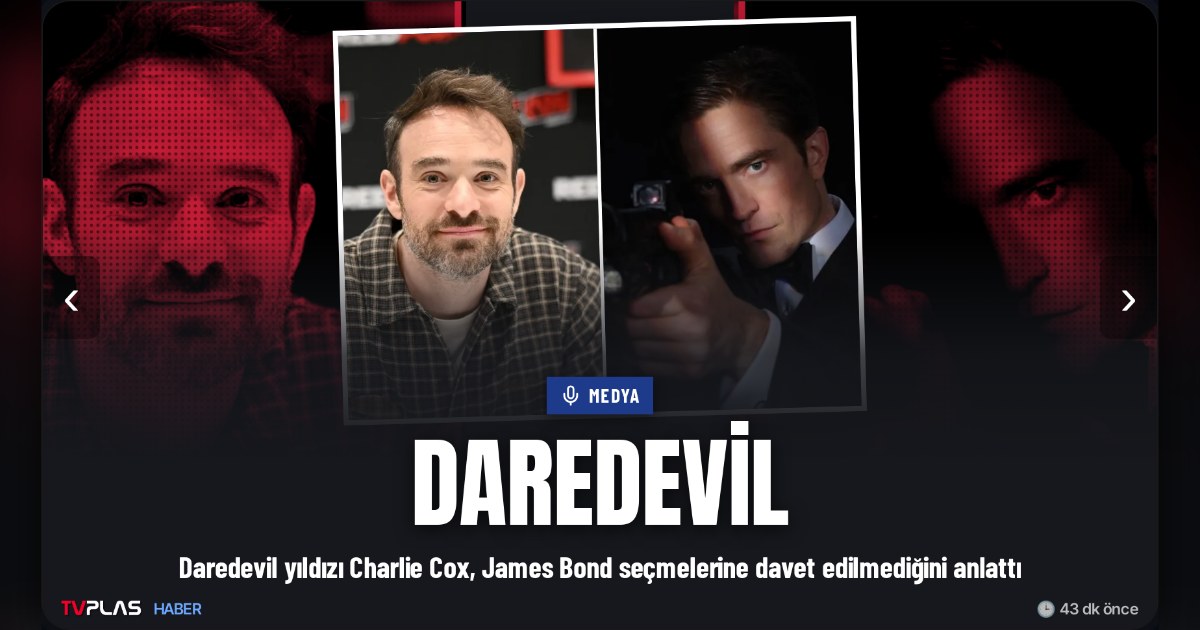 MEDYA
DAREDEVİL
Daredevil yıldızı Charlie Cox, James Bond seçmelerine davet edilmediğini anlattı
TVPLAS HABER
43 dk önce